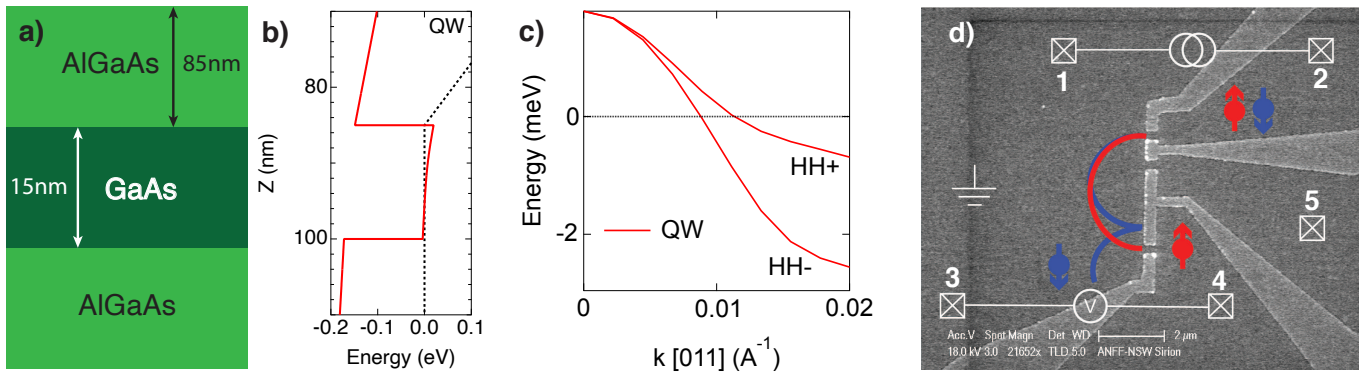 a)
AlGaAs
85nm
15nm
GaAs
AlGaAs
b)
QW
80
100
Z (nm)
-0.2 -0.1 0.0 0.1
Energy (eV)
c)
0
-2
Energy (meV)
HH+
QW
HH-
0 0.01 0.02
k [011] (A⁻¹)
d)
1
2
5
3
V
4
Acc.V Spot Magn Det WD 2 µm
18.0 kV 3.0 21652x TLD 5.0 ANFF-NSW Sirion